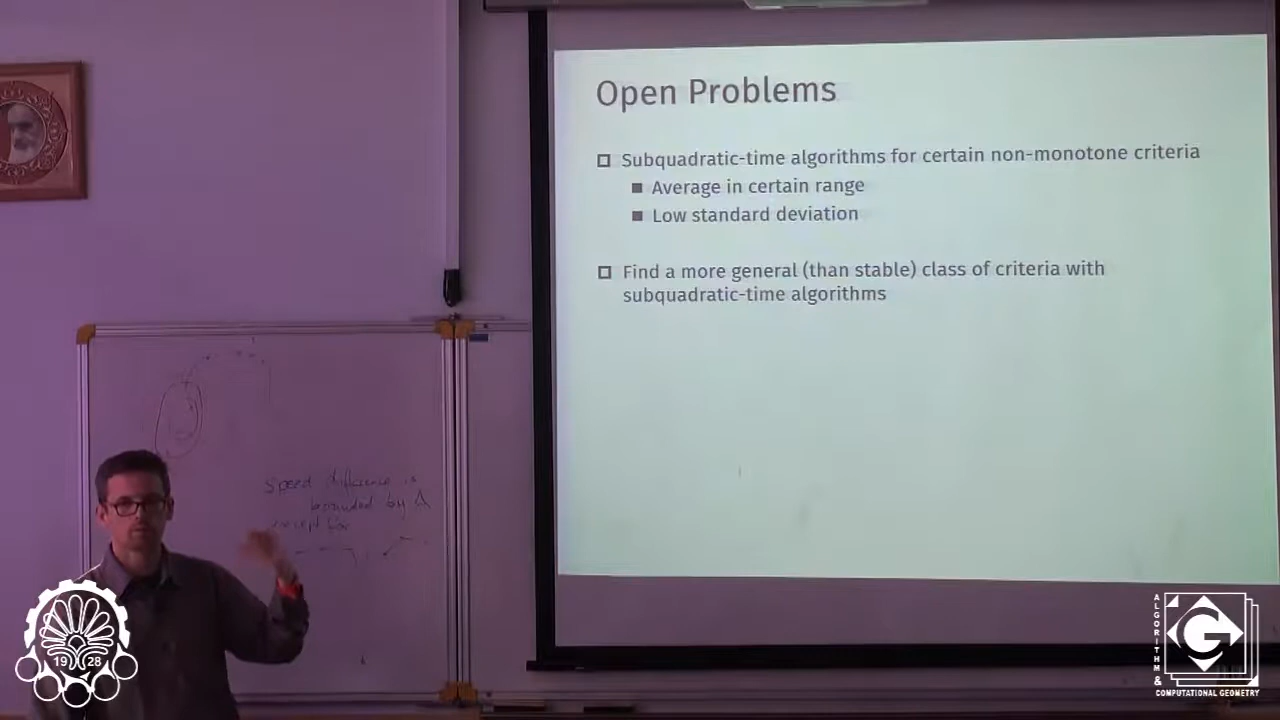 Open Problems
Subquadratic-time algorithms for certain non-monotone criteria
Average in certain range
Low standard deviation
Find a more general (than stable) class of criteria with
subquadratic-time algorithms
Speed difference is
bounded by Δ
except for
19 28
ALGORITHM &
COMPUTATIONAL GEOMETRY